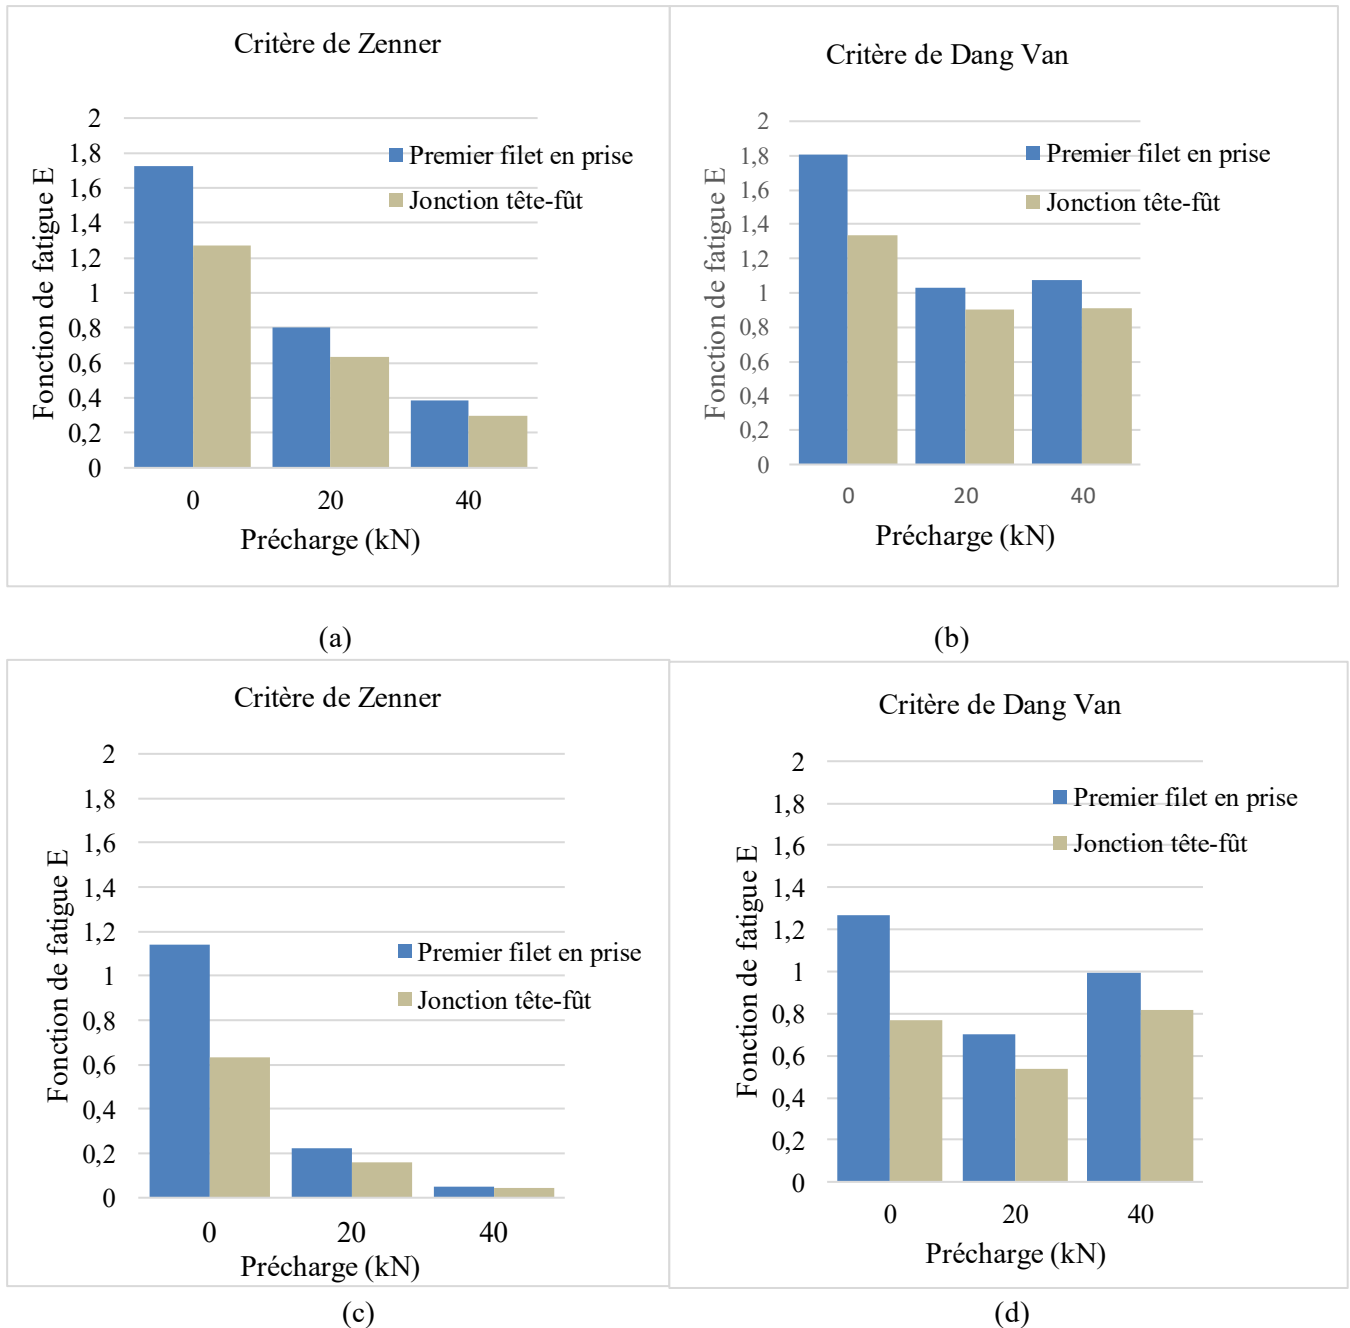 Critère de Zenner
2
1,8
1,6
1,4
1,2
1
0,8
0,6
0,4
0,2
0
Fonction de fatigue E
Premier filet en prise
Jonction tête-fût
0 20 40
Précharge (kN)
(a)
Critère de Dang Van
2
1,8
1,6
1,4
1,2
1
0,8
0,6
0,4
0,2
0
Fonction de fatigue E
Premier filet en prise
Jonction tête-fût
0 20 40
Précharge (kN)
(b)
Critère de Zenner
2
1,8
1,6
1,4
1,2
1
0,8
0,6
0,4
0,2
0
Fonction de fatigue E
Premier filet en prise
Jonction tête-fût
0 20 40
Précharge (kN)
(c)
Critère de Dang Van
2
1,8
1,6
1,4
1,2
1
0,8
0,6
0,4
0,2
0
Fonction de fatigue E
Premier filet en prise
Jonction tête-fût
0 20 40
Précharge (kN)
(d)